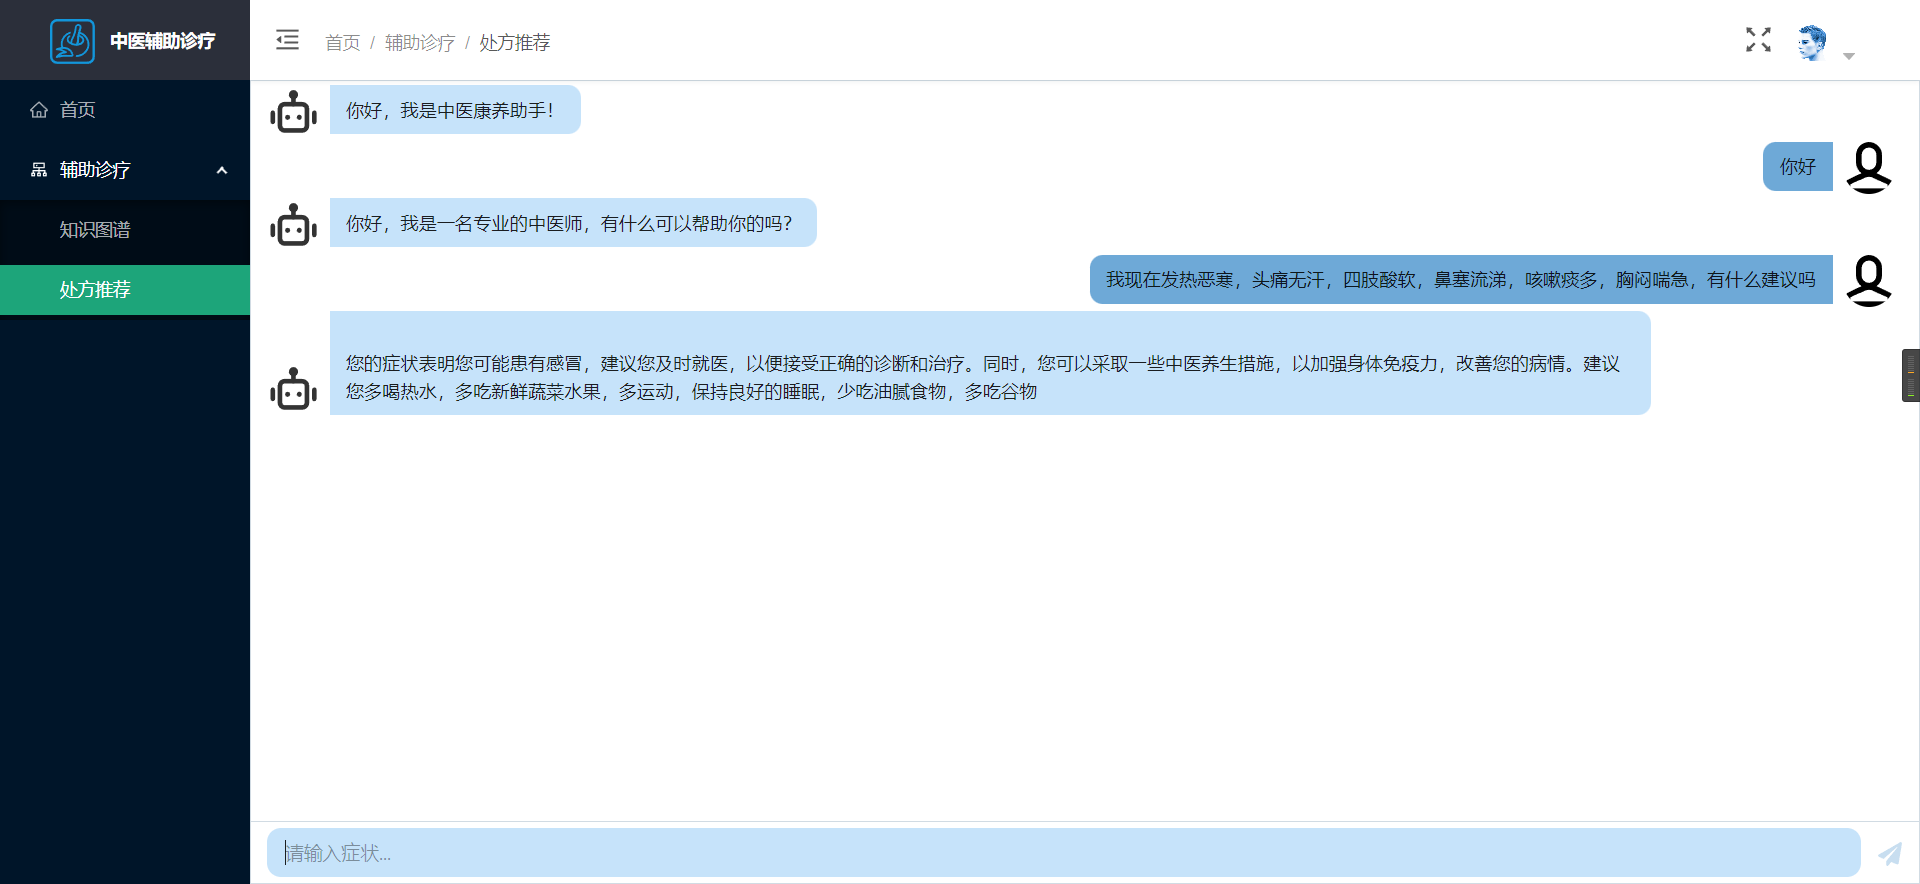 中医辅助诊疗
首页
辅助诊疗
知识图谱
处方推荐
首页 / 辅助诊疗 / 处方推荐
你好，我是中医康养助手！
你好
你好，我是一名专业的中医师，有什么可以帮助你的吗？
我现在发热恶寒，头痛无汗，四肢酸软，鼻塞流涕，咳嗽痰多，胸闷喘急，有什么建议吗
您的症状表明您可能患有感冒，建议您及时就医，以便接受正确的诊断和治疗。同时，您可以采取一些中医养生措施，以加强身体免疫力，改善您的病情。建议
您多喝热水，多吃新鲜蔬菜水果，多运动，保持良好的睡眠，少吃油腻食物，多吃谷物
请输入症状...